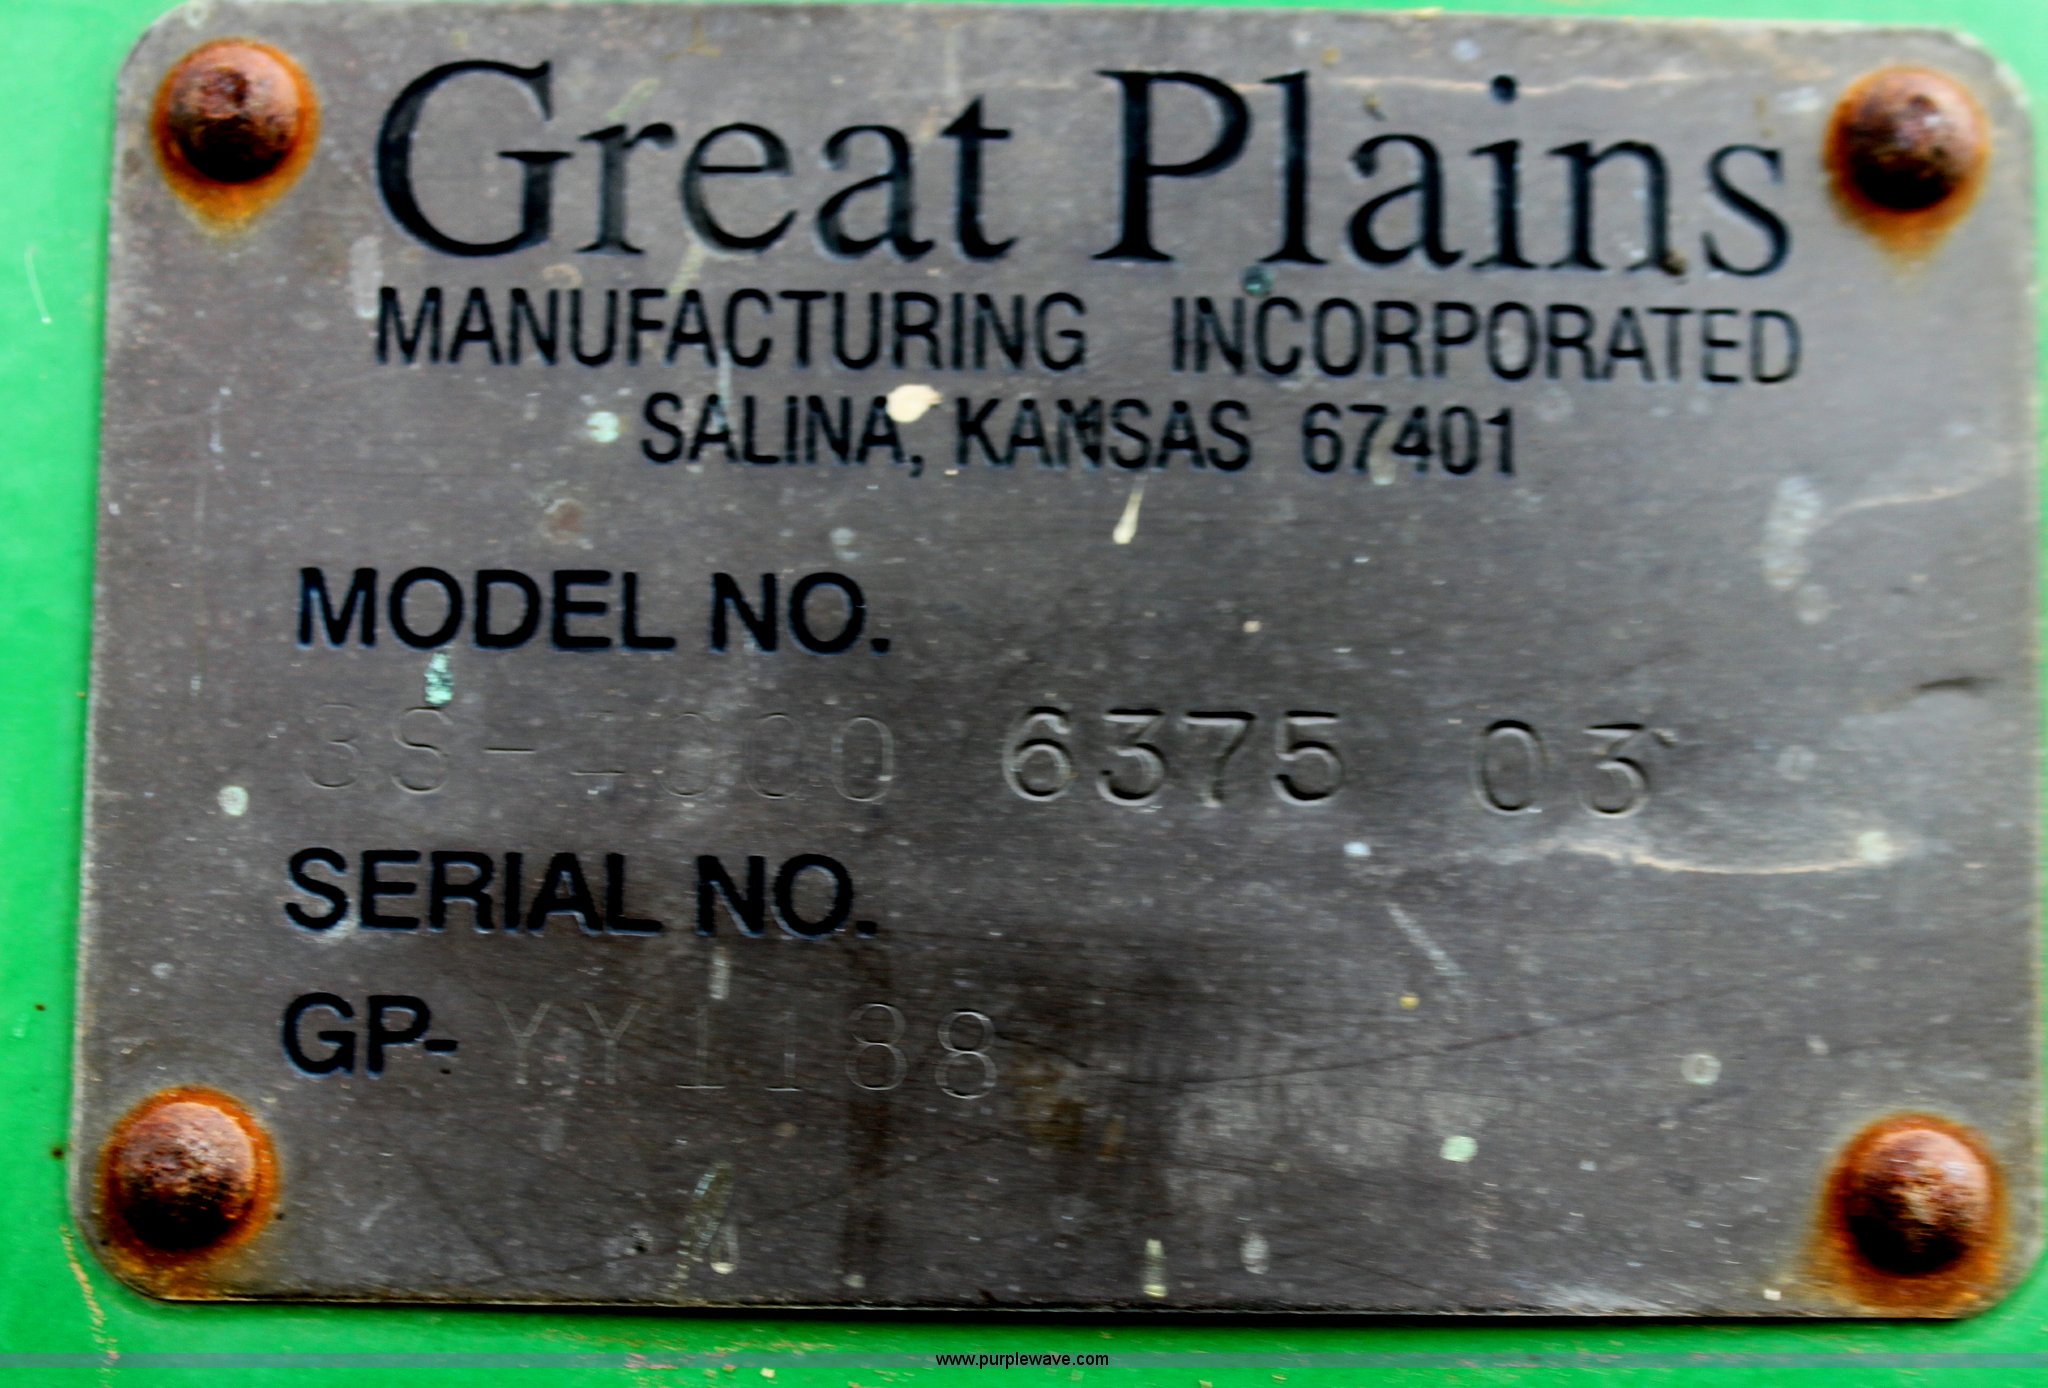 Great Plains
MANUFACTURING INCORPORATED
SALINA, KANSAS 67401
MODEL NO.
3S-4000 6375 03
SERIAL NO.
GP-YY1138
www.purplewave.com